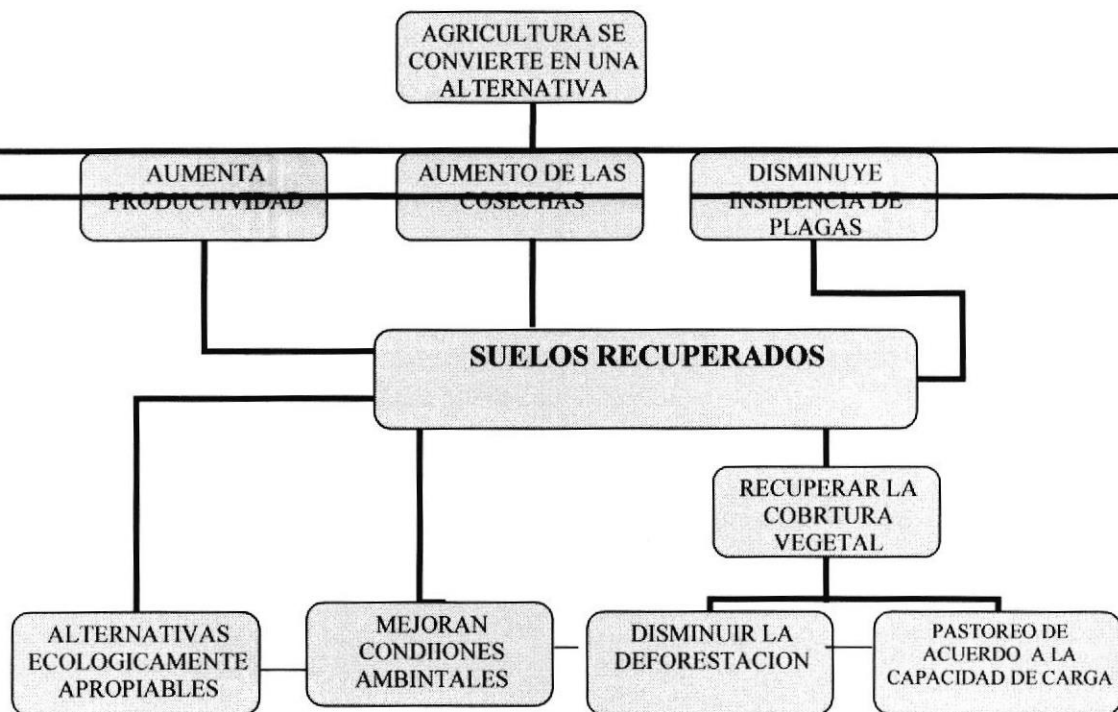 AGRICULTURA SE
CONVIERTE EN UNA
ALTERNATIVA
AUMENTA
PRODUCTIVIDAD
AUMENTO DE LAS
COSECHAS
DISMINUYE
INSIDENCIA DE
PLAGAS
SUELOS RECUPERADOS
RECUPERAR LA
COBRTURA
VEGETAL
ALTERNATIVAS
ECOLOGICAMENTE
APROPIABLES
MEJORAN
CONDIIONES
AMBINTALES
DISMINUIR LA
DEFORESTACION
PASTOREO DE
ACUERDO A LA
CAPACIDAD DE CARGA